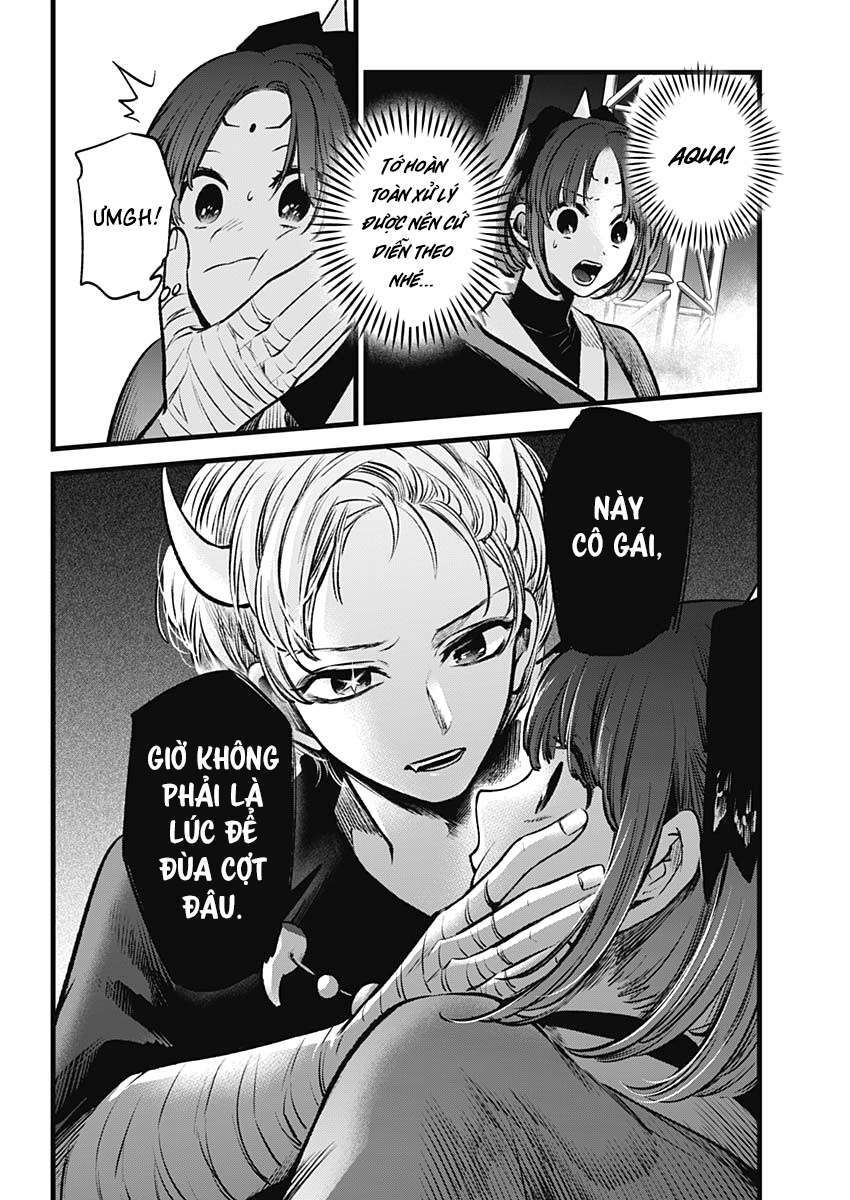 AQUA!
TỚ HOÀN
TOÀN XỬ LÝ
ĐƯỢC NÊN CỨ
DIỄN THEO
NHÉ...
ƯMGH!
NÀY
CÔ GÁI,
GIỜ KHÔNG
PHẢI LÀ
LÚC ĐỂ
ĐÙA CỢT
ĐÂU.